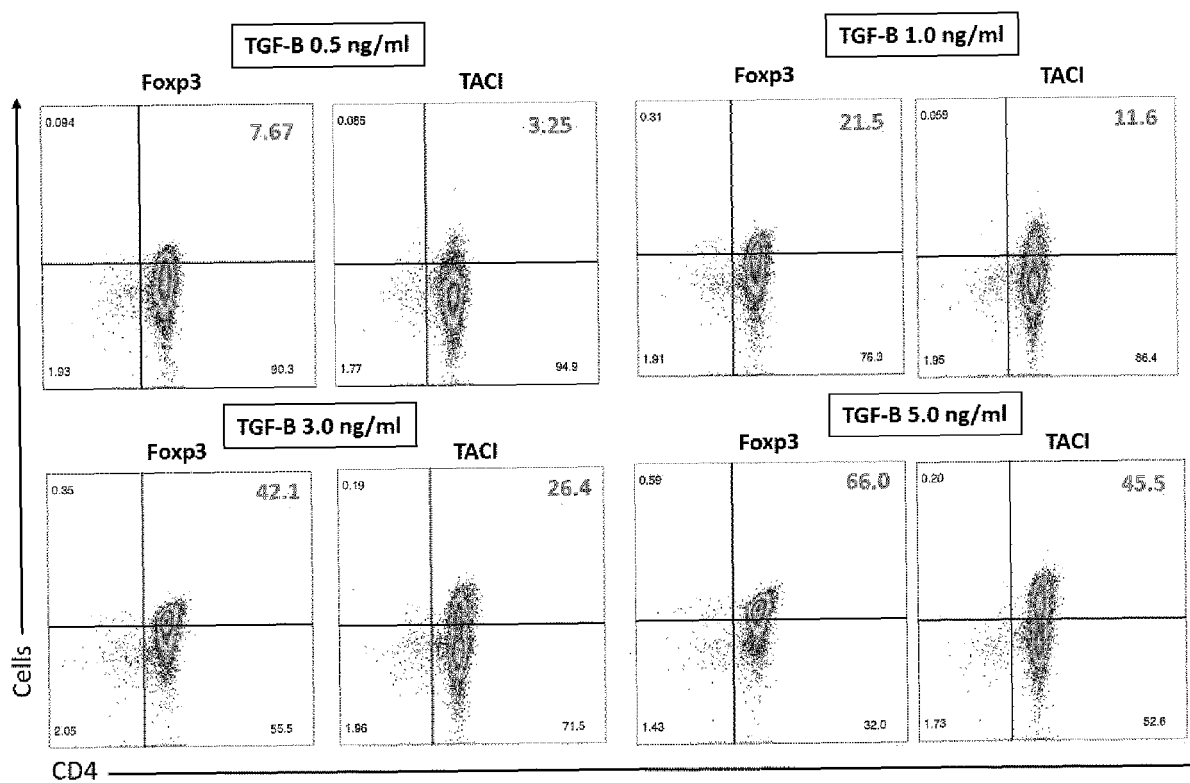 TGF-B 0.5 ng/ml
TGF-B 1.0 ng/ml
Foxp3
TACI
Foxp3
TACI
0.094
7.67
0.085
3.25
0.31
21.5
0.059
11.6
1.93
90.3
1.77
94.9
1.91
76.3
1.95
86.4
TGF-B 3.0 ng/ml
TGF-B 5.0 ng/ml
Foxp3
TACI
Foxp3
TACI
0.35
42.1
0.19
26.4
0.59
66.0
0.20
45.5
2.05
55.5
1.96
71.5
1.43
32.0
1.73
52.6
Cells
CD4